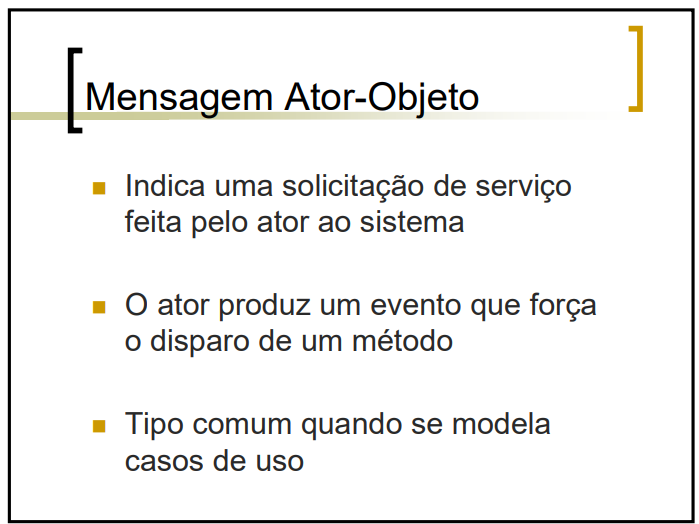 Mensagem Ator-Objeto
Indica uma solicitação de serviço
feita pelo ator ao sistema
O ator produz um evento que força
o disparo de um método
Tipo comum quando se modela
casos de uso